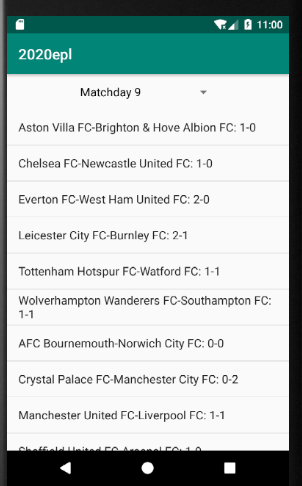 11:00
2020epl
Matchday 9
Aston Villa FC-Brighton & Hove Albion FC: 1-0
Chelsea FC-Newcastle United FC: 1-0
Everton FC-West Ham United FC: 2-0
Leicester City FC-Burnley FC: 2-1
Tottenham Hotspur FC-Watford FC: 1-1
Wolverhampton Wanderers FC-Southampton FC:
1-1
AFC Bournemouth-Norwich City FC: 0-0
Crystal Palace FC-Manchester City FC: 0-2
Manchester United FC-Liverpool FC: 1-1
Sheffield United FC-Arsenal FC: 1-0